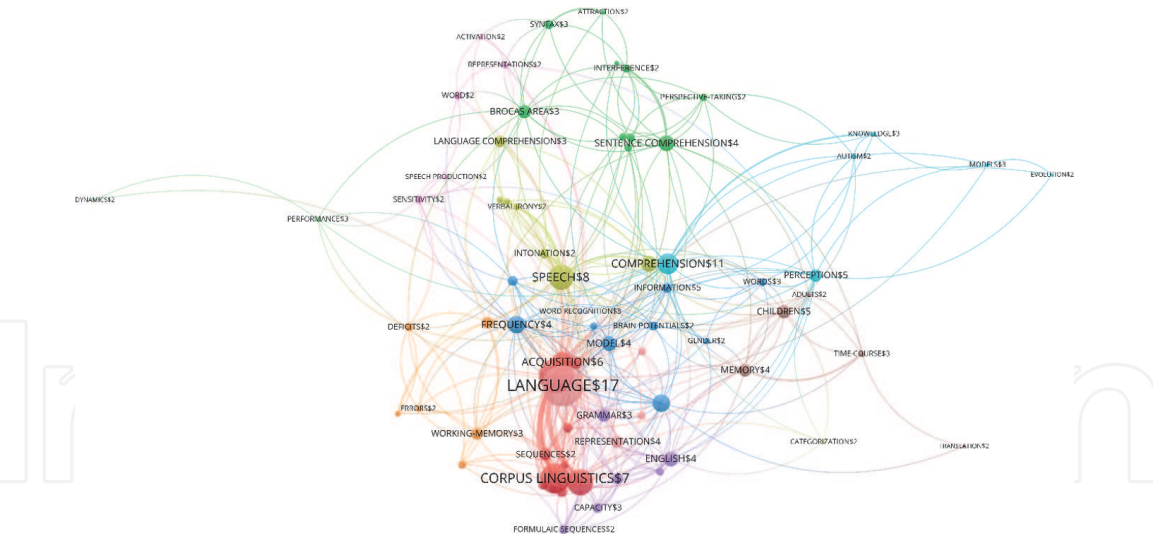 ATTRACTION$2
SYNTAX$3
ACTIVATION$2
REPRESENTATIONS$2
INTERFERENCE$2
WORD$2
PERSPECTIVE-TAKING$2
BROCAS AREA$3
KNOWLEDGE$3
LANGUAGE COMPREHENSION$3
SENTENCE COMPREHENSION$4
AUTISM$2
MODELS$3
EVOLUTION$2
SPEECH PRODUCTION$2
DYNAMICS$2
SENSITIVITY$2
VERBAL IRONY$2
PERFORMANCE$3
INTONATION$2
COMPREHENSION$11
SPEECH$8
PERCEPTION$5
INFORMATION$5
WORDS$3
ADULTS$2
WORD RECOGNITION$3
CHILDREN$5
DEFICITS$2
FREQUENCY$4
BRAIN POTENTIALS$2
MODEL$4
GENDER$2
TIME-COURSE$3
ACQUISITION$6
MEMORY$4
LANGUAGE$17
ERRORS$2
GRAMMAR$3
WORKING-MEMORY$3
REPRESENTATION$4
CATEGORIZATION$2
TRANSLATION$2
SEQUENCES$2
ENGLISH$4
CORPUS LINGUISTICS$7
CAPACITY$3
FORMULAIC SEQUENCES$2